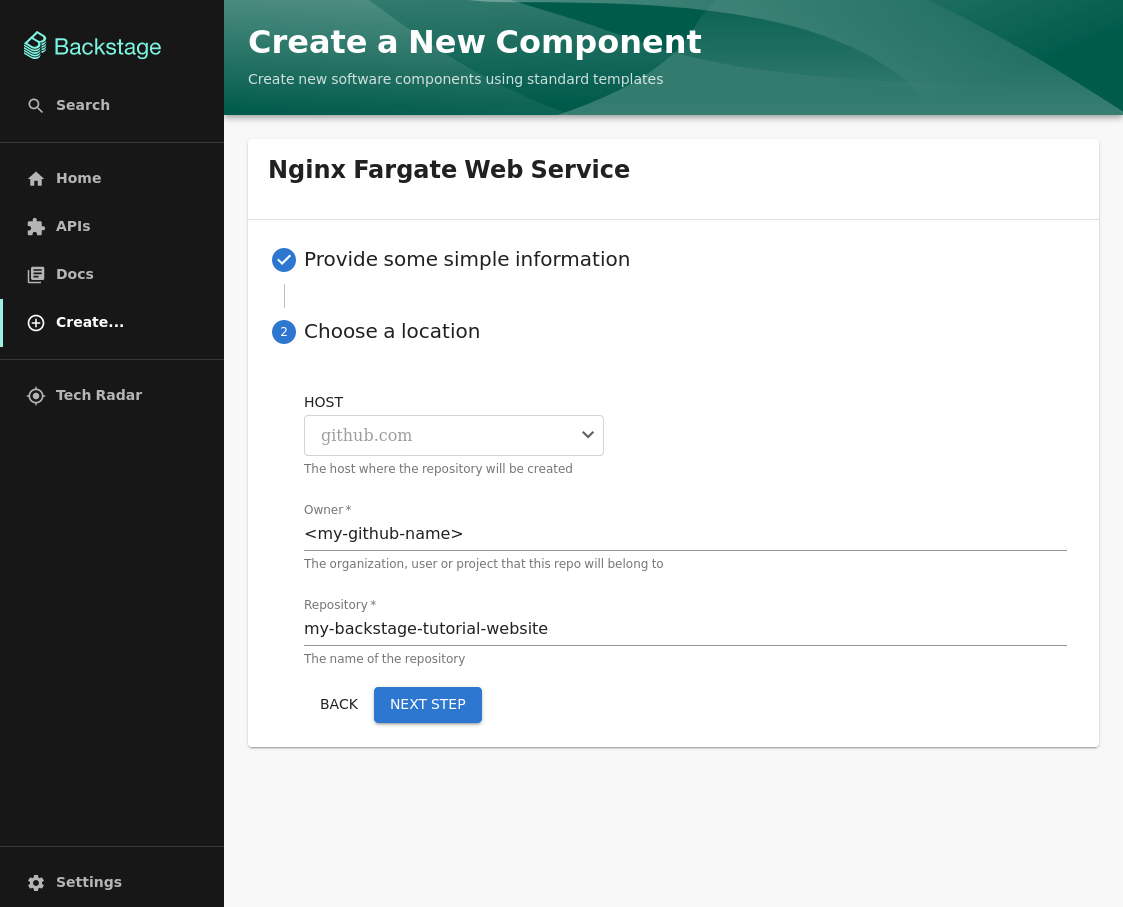 Backstage
Search
Home
APIs
Docs
Create...
Tech Radar
Settings
Create a New Component
Create new software components using standard templates
Nginx Fargate Web Service
Provide some simple information
2 Choose a location
HOST
github.com
The host where the repository will be created
Owner *
<my-github-name>
The organization, user or project that this repo will belong to
Repository *
my-backstage-tutorial-website
The name of the repository
BACK NEXT STEP